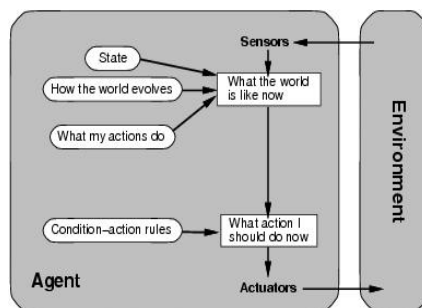 Sensors
State
What the world
is like now
How the world evolves
What my actions do
Environment
Condition–action rules
What action I
should do now
Agent
Actuators